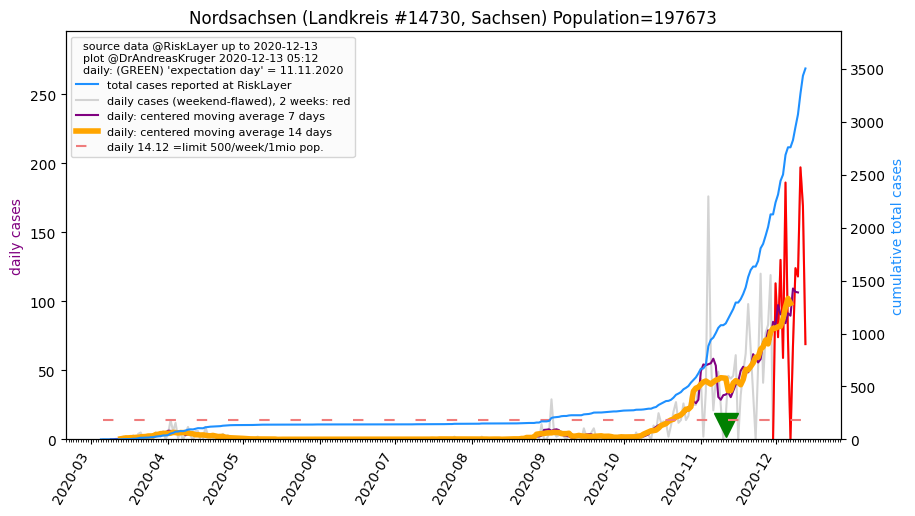 Nordsachsen (Landkreis #14730, Sachsen) Population=197673
source data @RiskLayer up to 2020-12-13
plot @DrAndreasKruger 2020-12-13 05:12
daily: (GREEN) 'expectation day' = 11.11.2020
total cases reported at RiskLayer
daily cases (weekend-flawed), 2 weeks: red
daily: centered moving average 7 days
daily: centered moving average 14 days
daily 14.12 =limit 500/week/1mio pop.
daily cases
250
200
150
100
50
0
cumulative total cases
3500
3000
2500
2000
1500
1000
500
0
2020-03
2020-04
2020-05
2020-06
2020-07
2020-08
2020-09
2020-10
2020-11
2020-12